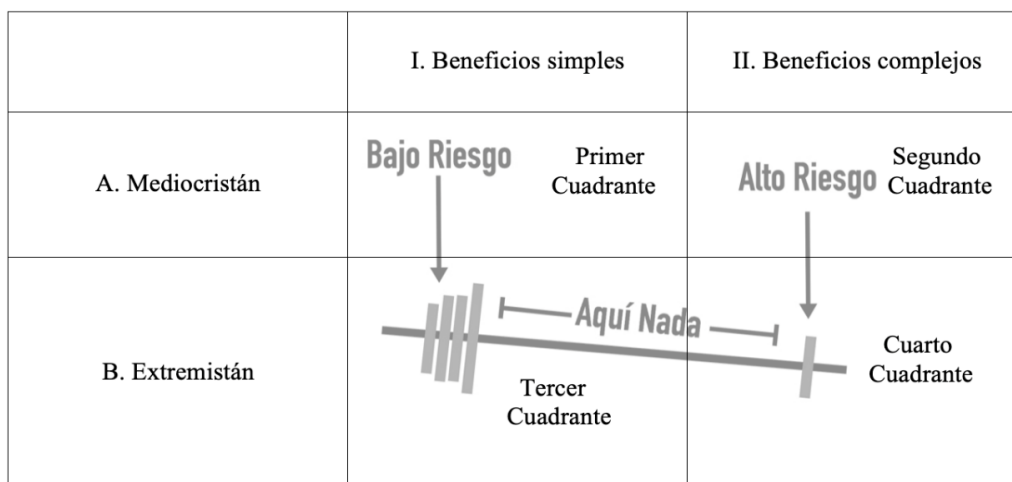 I. Beneficios simples
II. Beneficios complejos
A. Mediocristán
Bajo Riesgo
Primer
Cuadrante
Alto Riesgo
Segundo
Cuadrante
B. Extremistán
Aquí Nada
Tercer
Cuadrante
Cuarto
Cuadrante